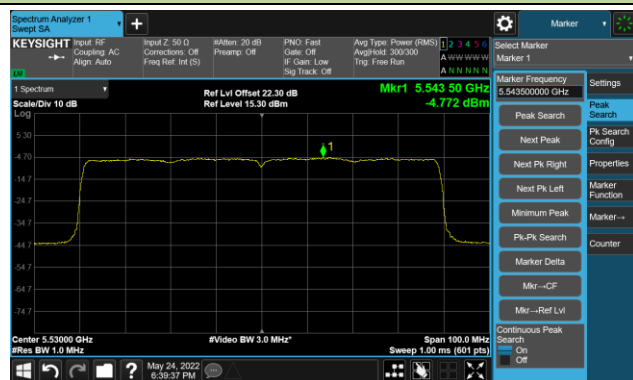 Spectrum Analyzer 1
Swept SA
Marker
KEYSIGHT
Input: RF
Coupling: AC
Align: Auto
Input Z: 50 Ω
Corrections: Off
Freq Ref: Int (S)
#Atten: 20 dB
Preamp: Off
PNO: Fast
Gate: Off
IF Gain: Low
Sig Track: Off
Avg Type: Power (RMS)
Avg|Hold: 300/300
Trig: Free Run
1 2 3 4 5 6
A W W W W W
A N N N N N
Select Marker
Marker 1
1 Spectrum
Scale/Div 10 dB
Log
Ref Lvl Offset 22.30 dB
Ref Level 15.30 dBm
Mkr1 5.543 50 GHz
-4.772 dBm
5.30
-4.70
-14.7
-24.7
-34.7
-44.7
-54.7
-64.7
-74.7
1
Center 5.53000 GHz
#Res BW 1.0 MHz
#Video BW 3.0 MHz*
Span 100.0 MHz
Sweep 1.00 ms (601 pts)
Marker Frequency
5.543500000 GHz
Peak Search
Next Peak
Next Pk Right
Next Pk Left
Minimum Peak
Pk-Pk Search
Marker Delta
Mkr→CF
Mkr→Ref Lvl
Continuous Peak
Search
On
Off
Settings
Peak
Search
Pk Search
Config
Properties
Marker
Function
Marker→
Counter
?
May 24, 2022
6:39:37 PM